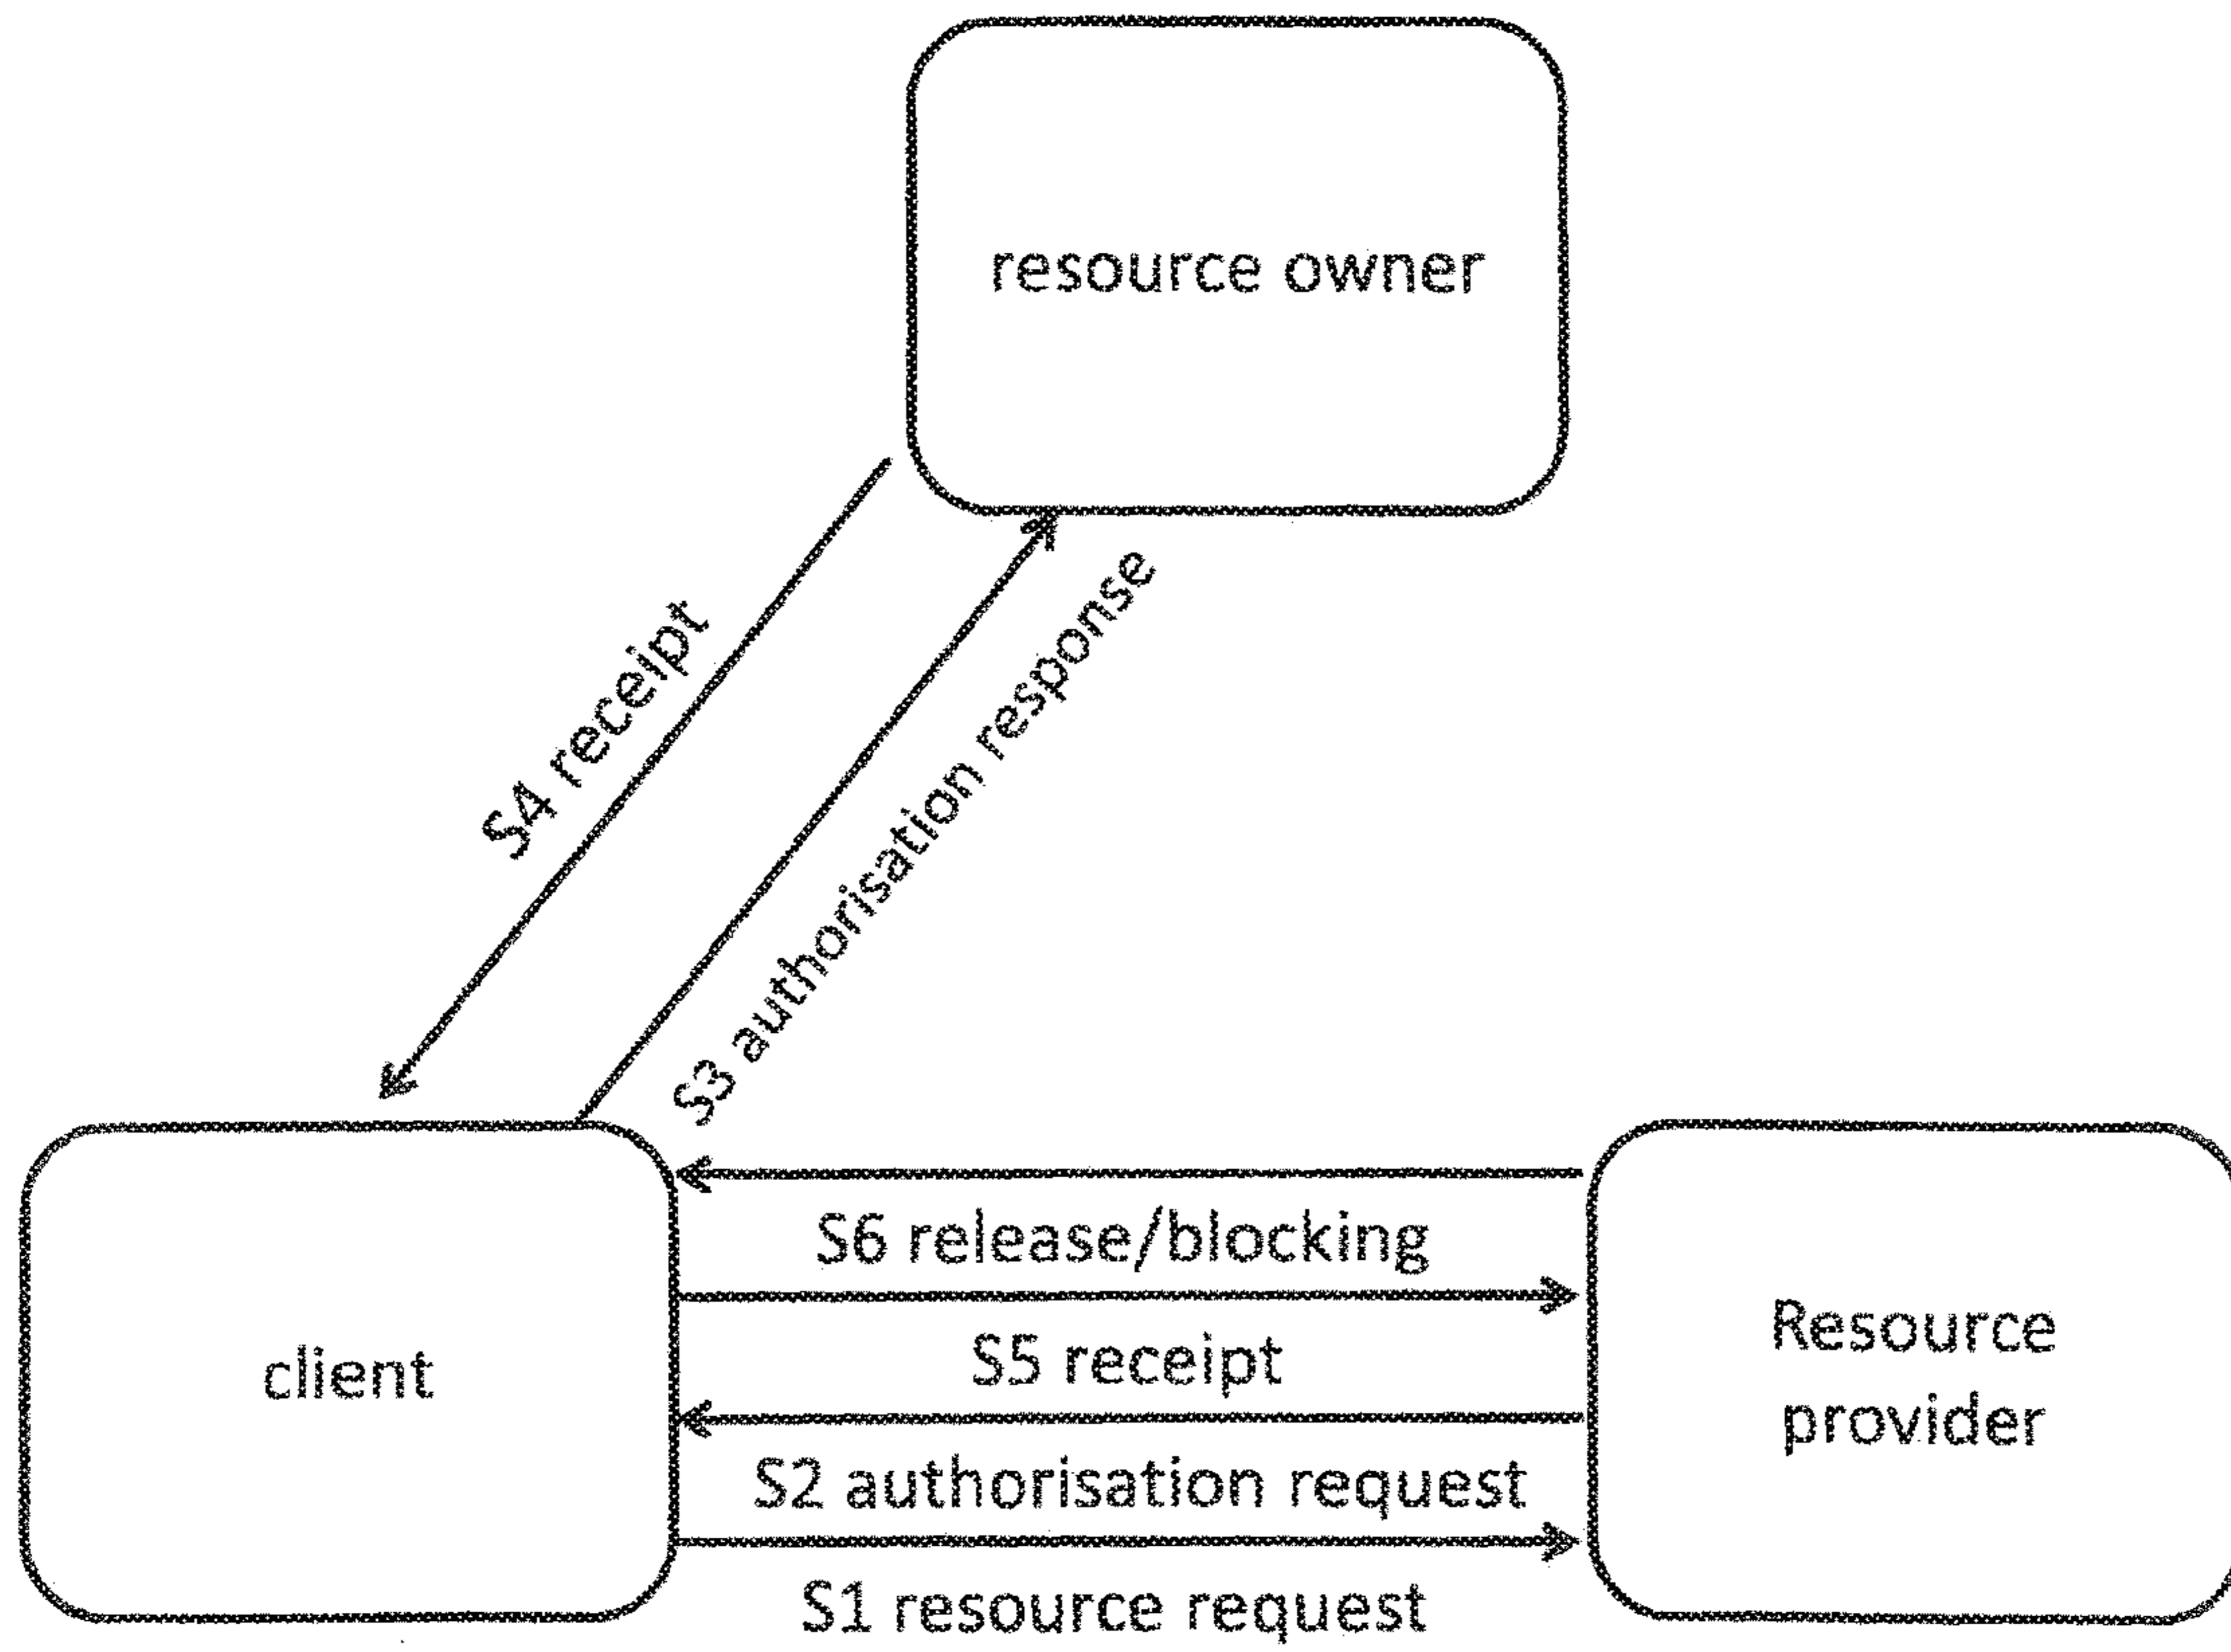 resource owner
S4 receipt
S3 authorisation response
client
S6 release/blocking
S5 receipt
S2 authorisation request
S1 resource request
Resource
provider